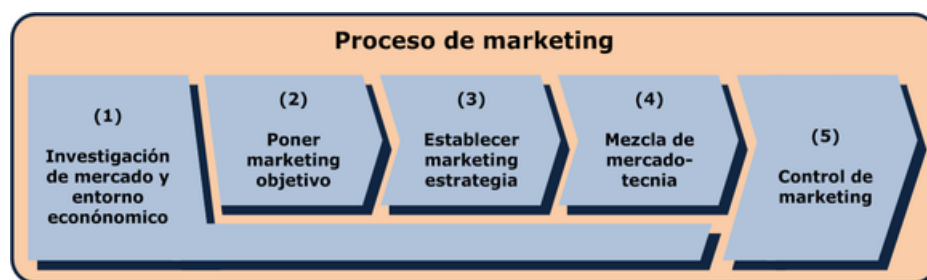 Proceso de marketing
(1)
Investigación
de mercado y
entorno
econónomico
(2)
Poner
marketing
objetivo
(3)
Establecer
marketing
estrategia
(4)
Mezcla de
mercado-
tecnia
(5)
Control de
marketing